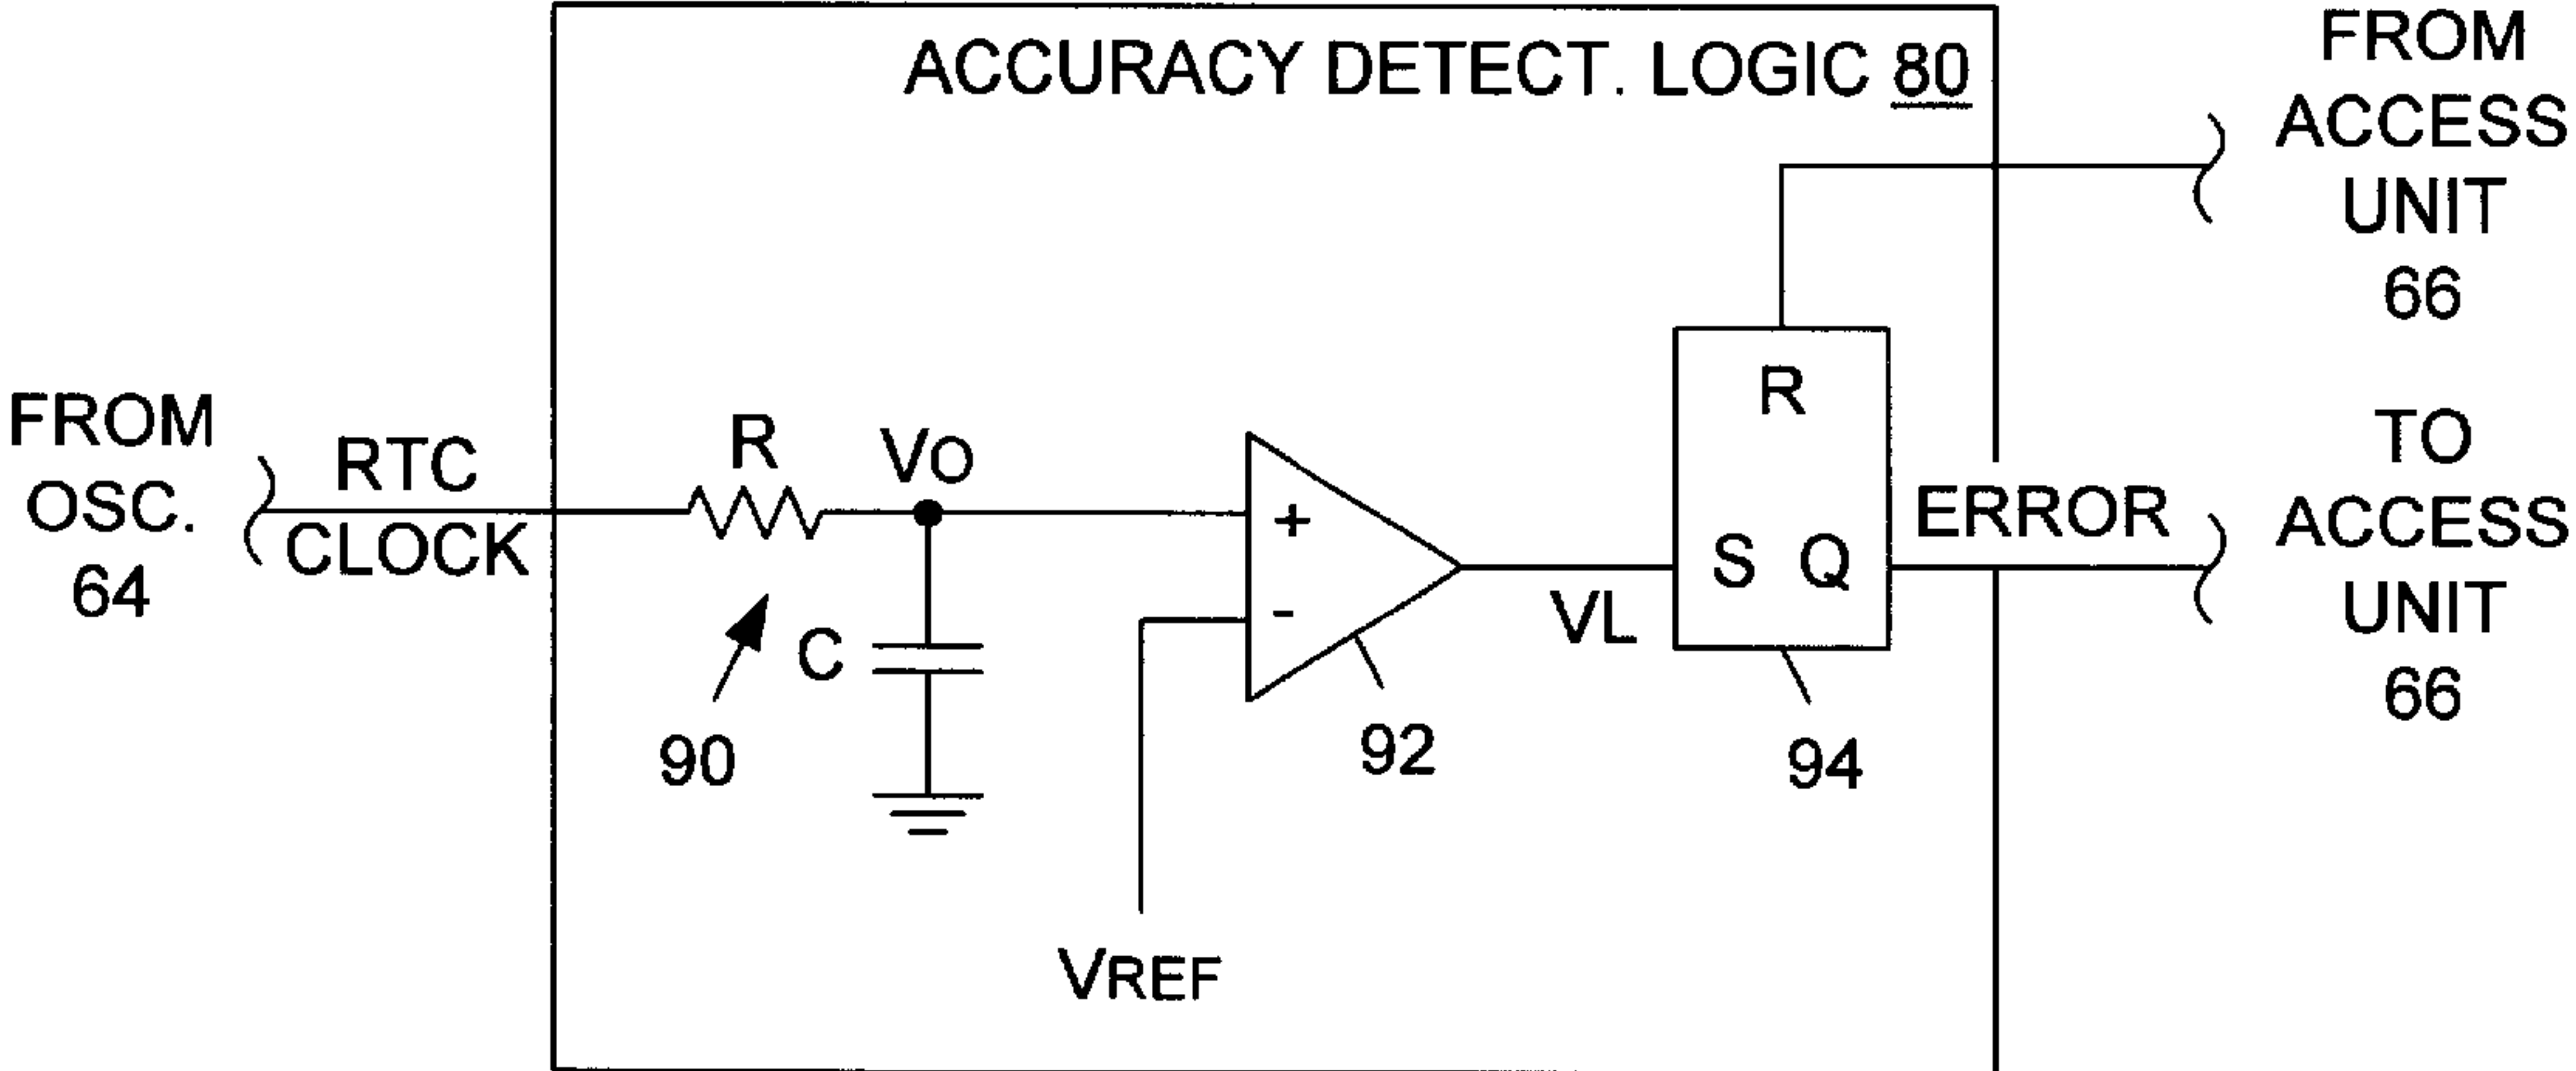 ACCURACY DETECT. LOGIC 80
FROM
ACCESS
UNIT
66
FROM
OSC.
64
RTC
CLOCK
R
VO
C
90
+
-
92
VREF
VL
R
S Q
94
ERROR
TO
ACCESS
UNIT
66